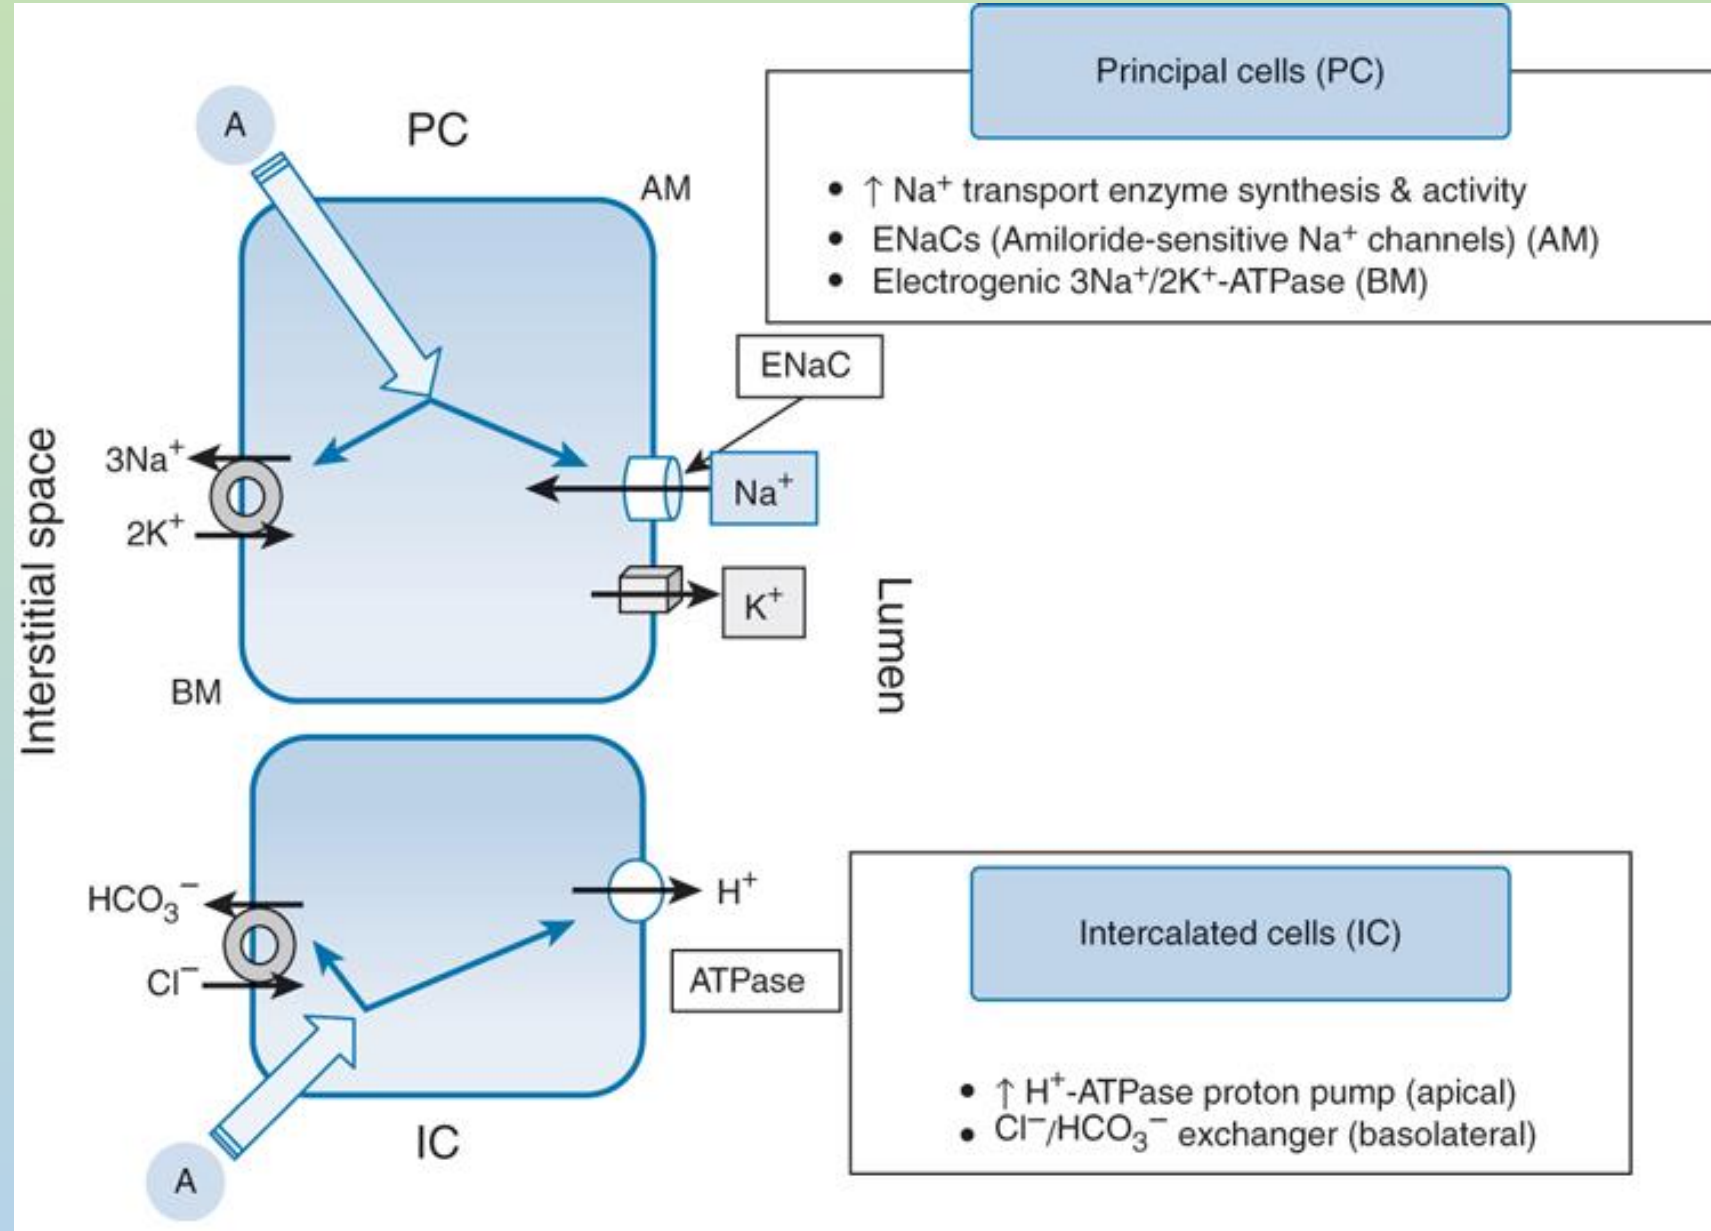 Principal cells (PC)
• ↑ Na⁺ transport enzyme synthesis & activity
• ENaCs (Amiloride-sensitive Na⁺ channels) (AM)
• Electrogenic 3Na⁺/2K⁺-ATPase (BM)
A
PC
AM
ENaC
3Na⁺
Na⁺
2K⁺
K⁺
Interstitial space
Lumen
BM
HCO₃⁻
H⁺
Cl⁻
ATPase
IC
A
Intercalated cells (IC)
• ↑ H⁺-ATPase proton pump (apical)
• Cl⁻/HCO₃⁻ exchanger (basolateral)